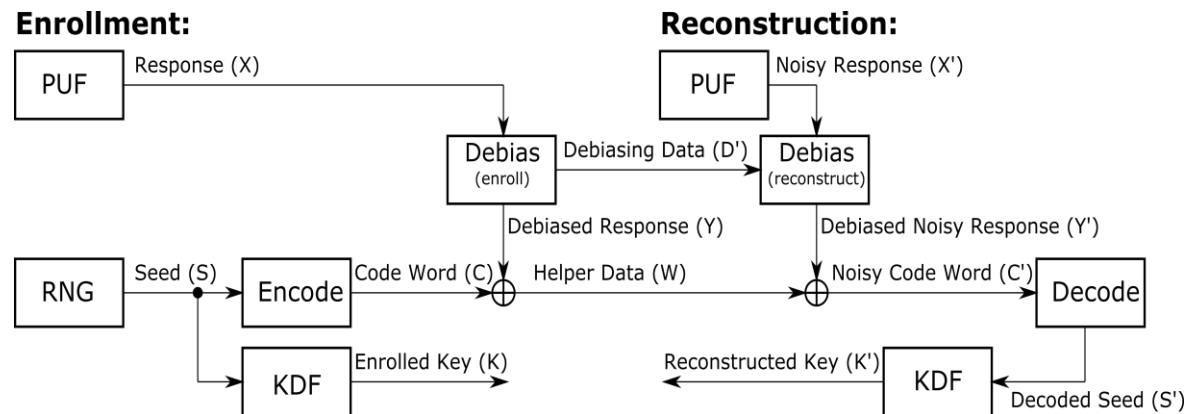 Enrollment:
Reconstruction:
PUF
Response (X)
PUF
Noisy Response (X')
Debias
(enroll)
Debiasing Data (D')
Debias
(reconstruct)
Debiased Response (Y)
Debiased Noisy Response (Y')
RNG
Seed (S)
Encode
Code Word (C)
Helper Data (W)
Noisy Code Word (C')
Decode
KDF
Enrolled Key (K)
Reconstructed Key (K')
KDF
Decoded Seed (S')